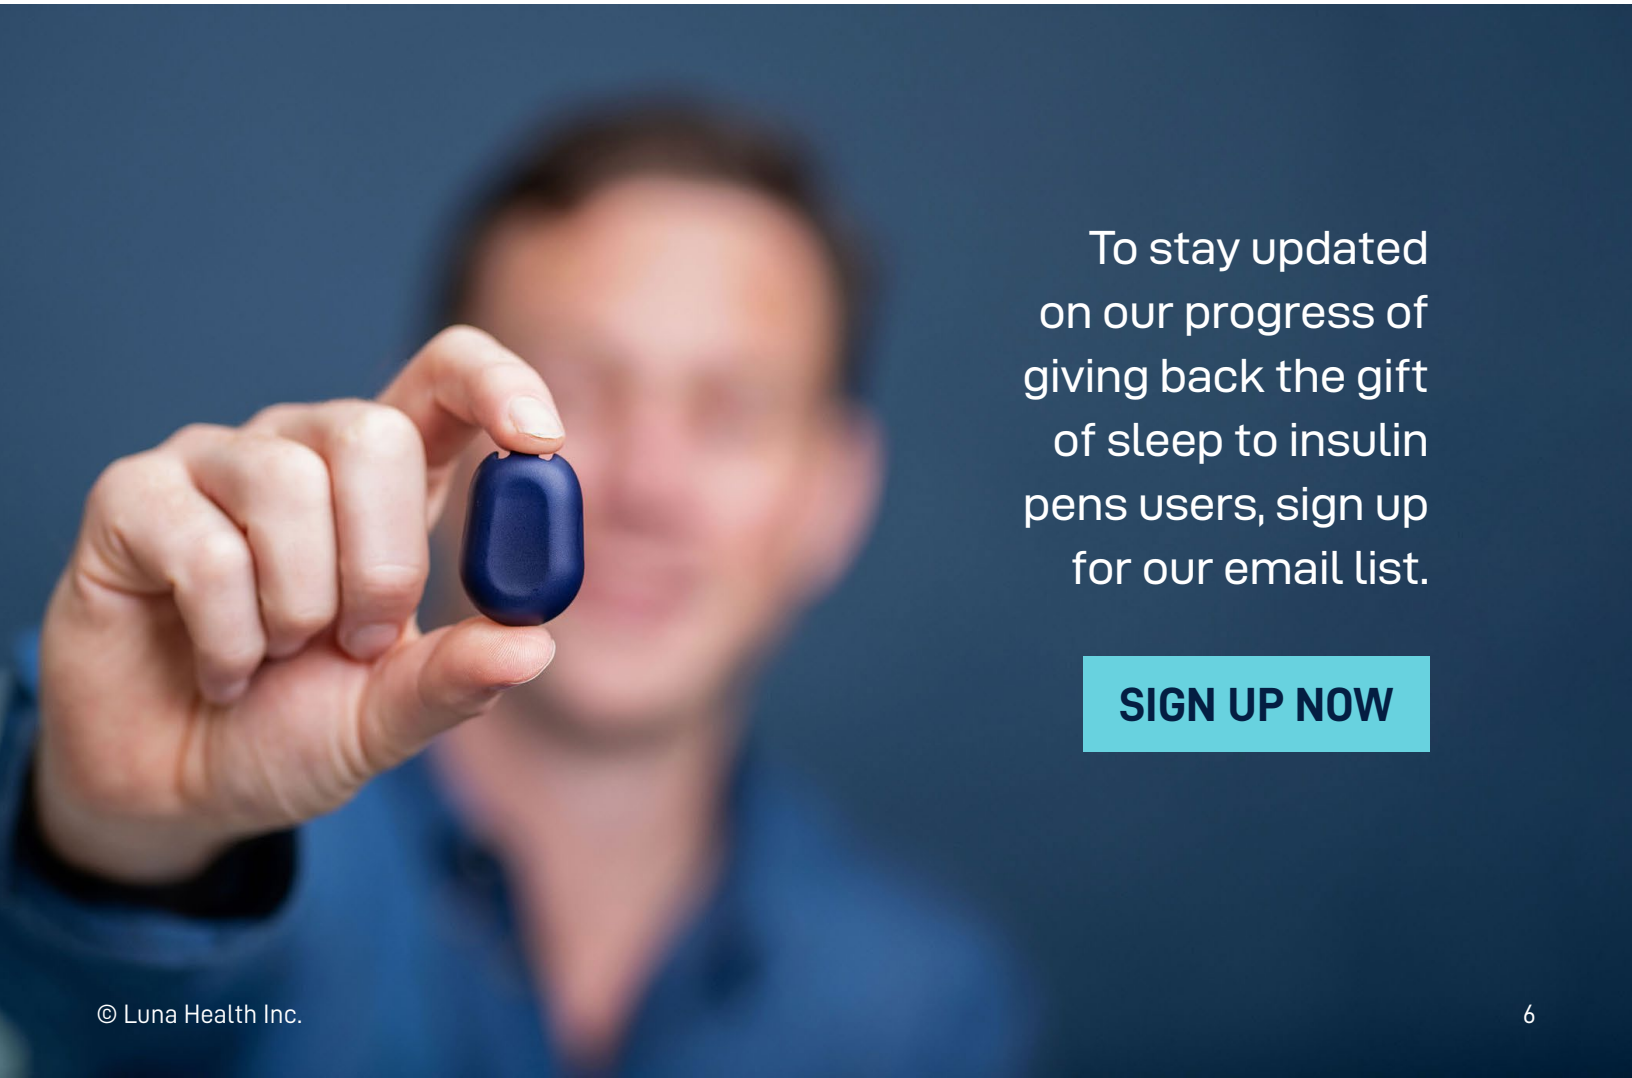 To stay updated
on our progress of
giving back the gift
of sleep to insulin
pens users, sign up
for our email list.
SIGN UP NOW
© Luna Health Inc.
6